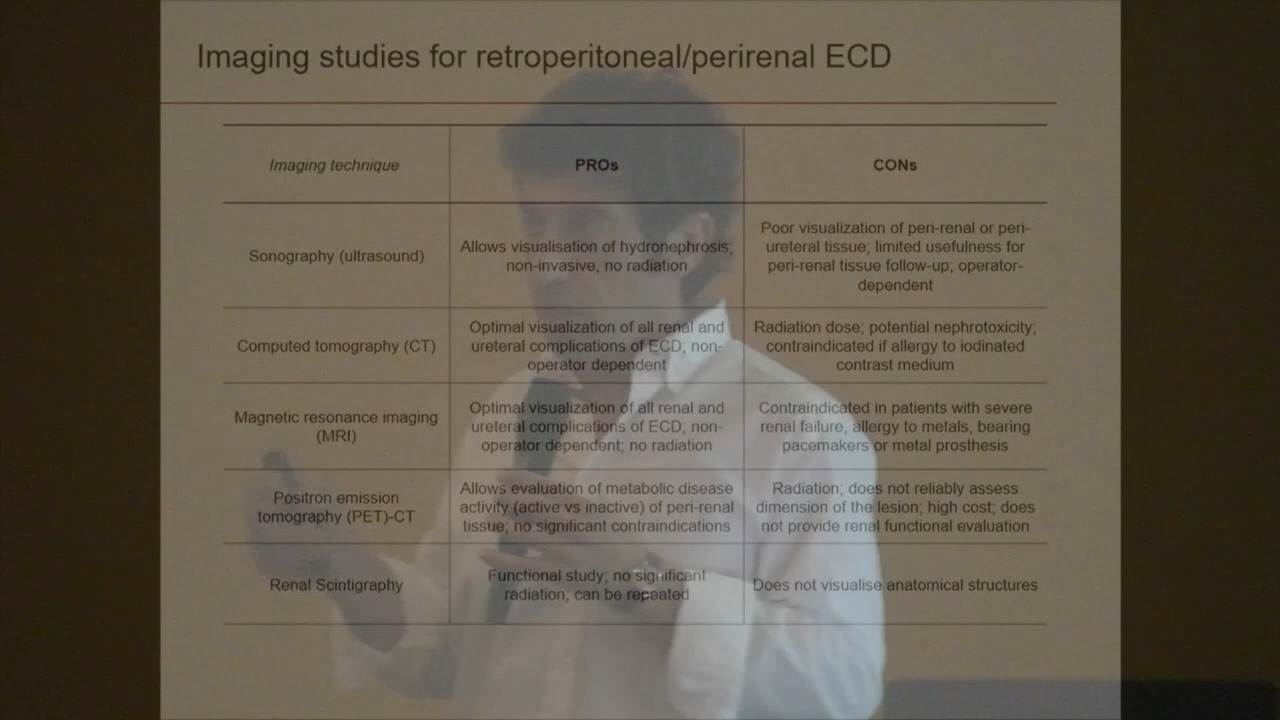 Imaging studies for retroperitoneal/perirenal ECD
Imaging technique
PROs
CONs
Sonography (ultrasound)
Allows visualisation of hydronephrosis;
non-invasive, no radiation
Poor visualization of peri-renal or peri-
ureteral tissue; limited usefulness for
peri-renal tissue follow-up; operator-
dependent
Computed tomography (CT)
Optimal visualization of all renal and
ureteral complications of ECD; non-
operator dependent
Radiation dose; potential nephrotoxicity;
contraindicated if allergy to iodinated
contrast medium
Magnetic resonance imaging
(MRI)
Optimal visualization of all renal and
ureteral complications of ECD; non-
operator dependent; no radiation
Contraindicated in patients with severe
renal failure, allergy to metals, bearing
pacemakers or metal prosthesis
Positron emission
tomography (PET)-CT
Allows evaluation of metabolic disease
activity (active vs inactive) of peri-renal
tissue; no significant contraindications
Radiation; does not reliably assess
dimension of the lesion; high cost; does
not provide renal functional evaluation
Renal Scintigraphy
Functional study; no significant
radiation; can be repeated
Does not visualise anatomical structures